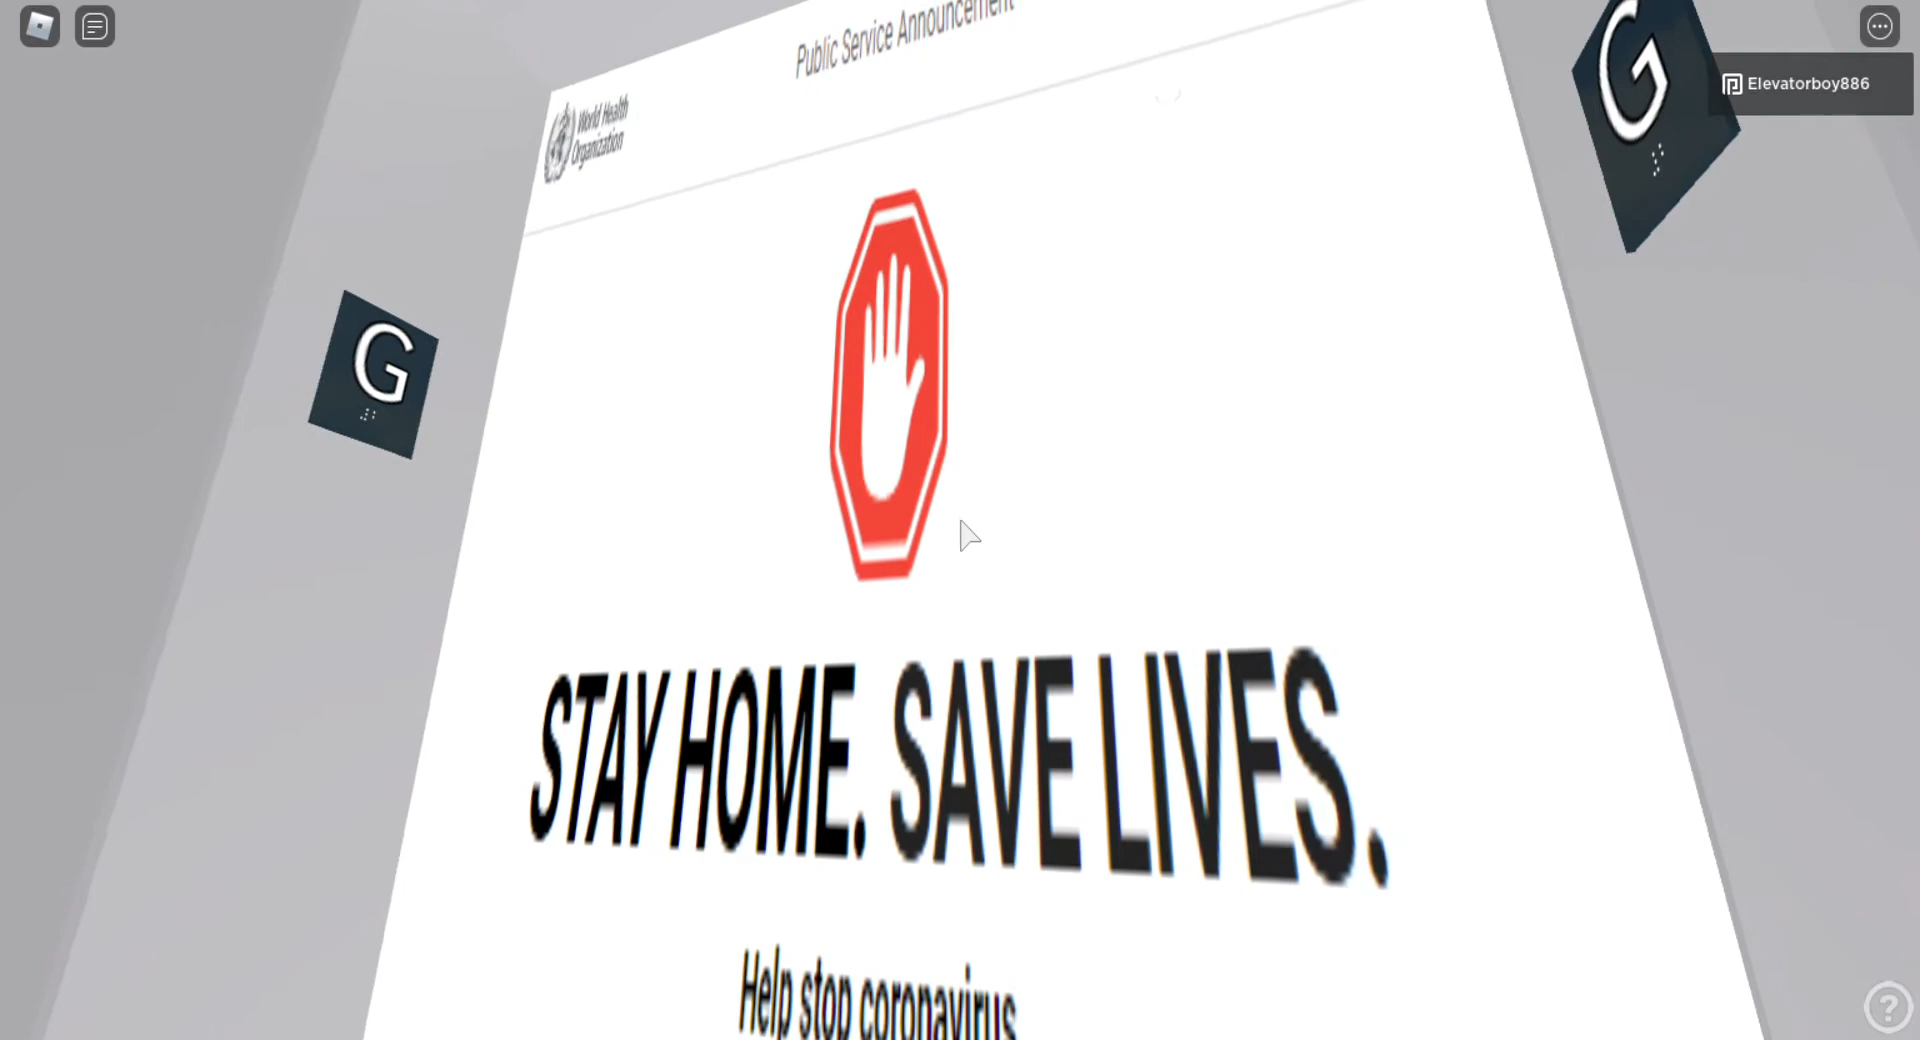 Public Service Announcement
World Health
Organization
G
G
Elevatorboy886
STAY HOME. SAVE LIVES.
Help stop coronavirus
?